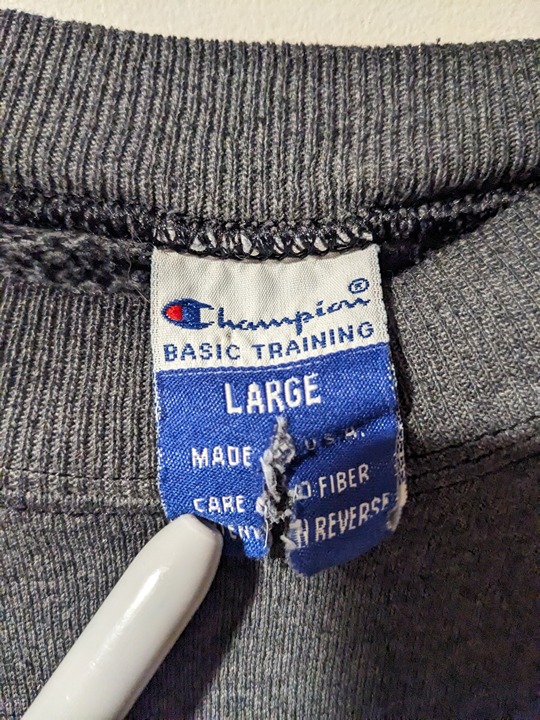 Champion®
BASIC TRAINING
LARGE
MADE U.S.A.
CARE FIBER
REVERSE